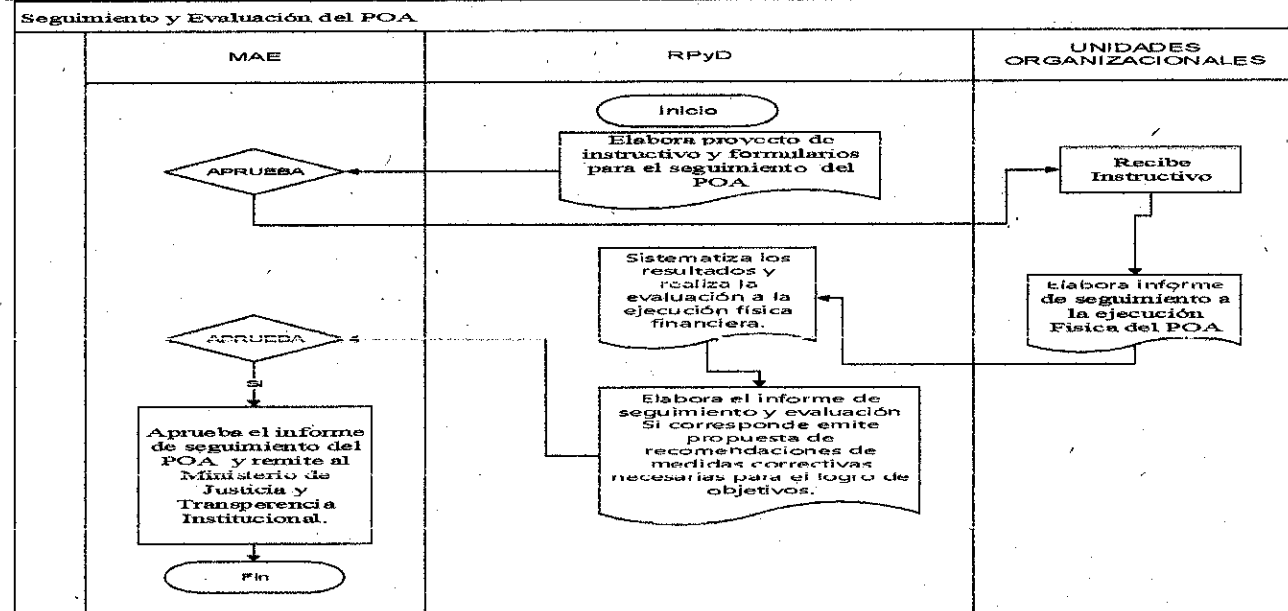 Seguimiento y Evaluación del POA
MAE
RPyD
UNIDADES
ORGANIZACIONALES
Inicio
Elabora proyecto de
instructivo y formularios
para el seguimiento del
POA
APRUEBA
Recibe
Instructivo
Elabora informe
de seguimiento a
la ejecución
Física del POA
Sistematiza los
resultados y
realiza la
evaluación a la
ejecución física
financiera.
Elabora el informe de
seguimiento y evaluación
Si corresponde emite
propuesta de
recomendaciones de
medidas correctivas
necesarias para el logro de
objetivos.
APRUEBA
SI
Aprueba el informe
de seguimiento del
POA y remite al
Ministerio de
Justicia y
Transparencia
Institucional.
Fin